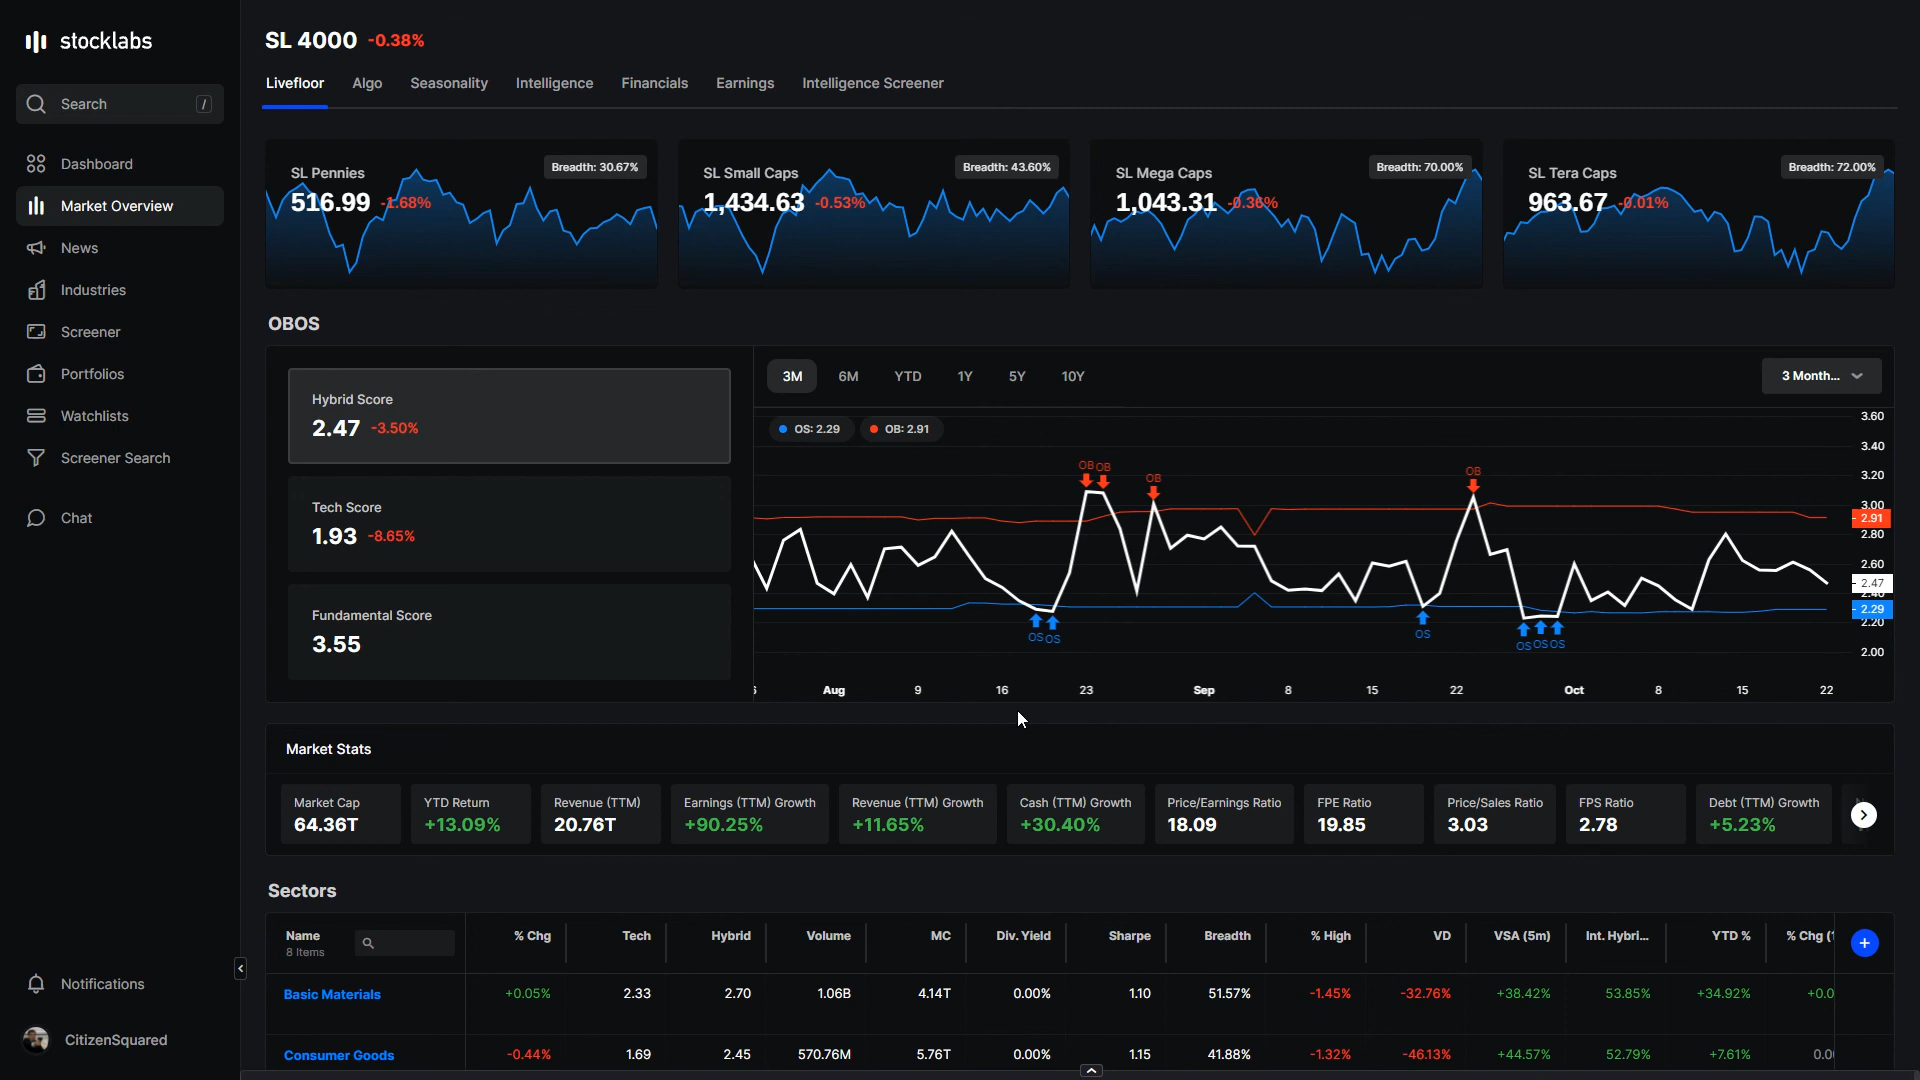 stocklabs
Search /
Dashboard
Market Overview
News
Industries
Screener
Portfolios
Watchlists
Screener Search
Chat
Notifications
CitizenSquared
SL 4000 -0.38%
Livefloor Algo Seasonality Intelligence Financials Earnings Intelligence Screener
SL Pennies Breadth: 30.67%
516.99 -1.68%
SL Small Caps Breadth: 43.60%
1,434.63 -0.53%
SL Mega Caps Breadth: 70.00%
1,043.31 -0.36%
SL Tera Caps Breadth: 72.00%
963.67 -0.01%
OBOS
Hybrid Score
2.47 -3.50%
Tech Score
1.93 -8.65%
Fundamental Score
3.55
3M 6M YTD 1Y 5Y 10Y 3 Month...
OS: 2.29 OB: 2.91
OB OB OB OB
OS OS OS OS OS OS
3.60
3.40
3.20
3.00
2.91
2.80
2.60
2.47
2.40
2.29
2.20
2.00
Aug 9 16 23 Sep 8 15 22 Oct 8 15 22
Market Stats
Market Cap YTD Return Revenue (TTM) Earnings (TTM) Growth Revenue (TTM) Growth Cash (TTM) Growth Price/Earnings Ratio FPE Ratio Price/Sales Ratio FPS Ratio Debt (TTM) Growth
64.36T +13.09% 20.76T +90.25% +11.65% +30.40% 18.09 19.85 3.03 2.78 +5.23%
Sectors
Name % Chg Tech Hybrid Volume MC Div. Yield Sharpe Breadth % High VD VSA (5m) Int. Hybri... YTD % % Chg (1
8 Items
Basic Materials +0.05% 2.33 2.70 1.06B 4.14T 0.00% 1.10 51.57% -1.45% -32.76% +38.42% 53.85% +34.92% +0.0
Consumer Goods -0.44% 1.69 2.45 570.76M 5.76T 0.00% 1.15 41.88% -1.32% -46.13% +44.57% 52.79% +7.61% 0.0